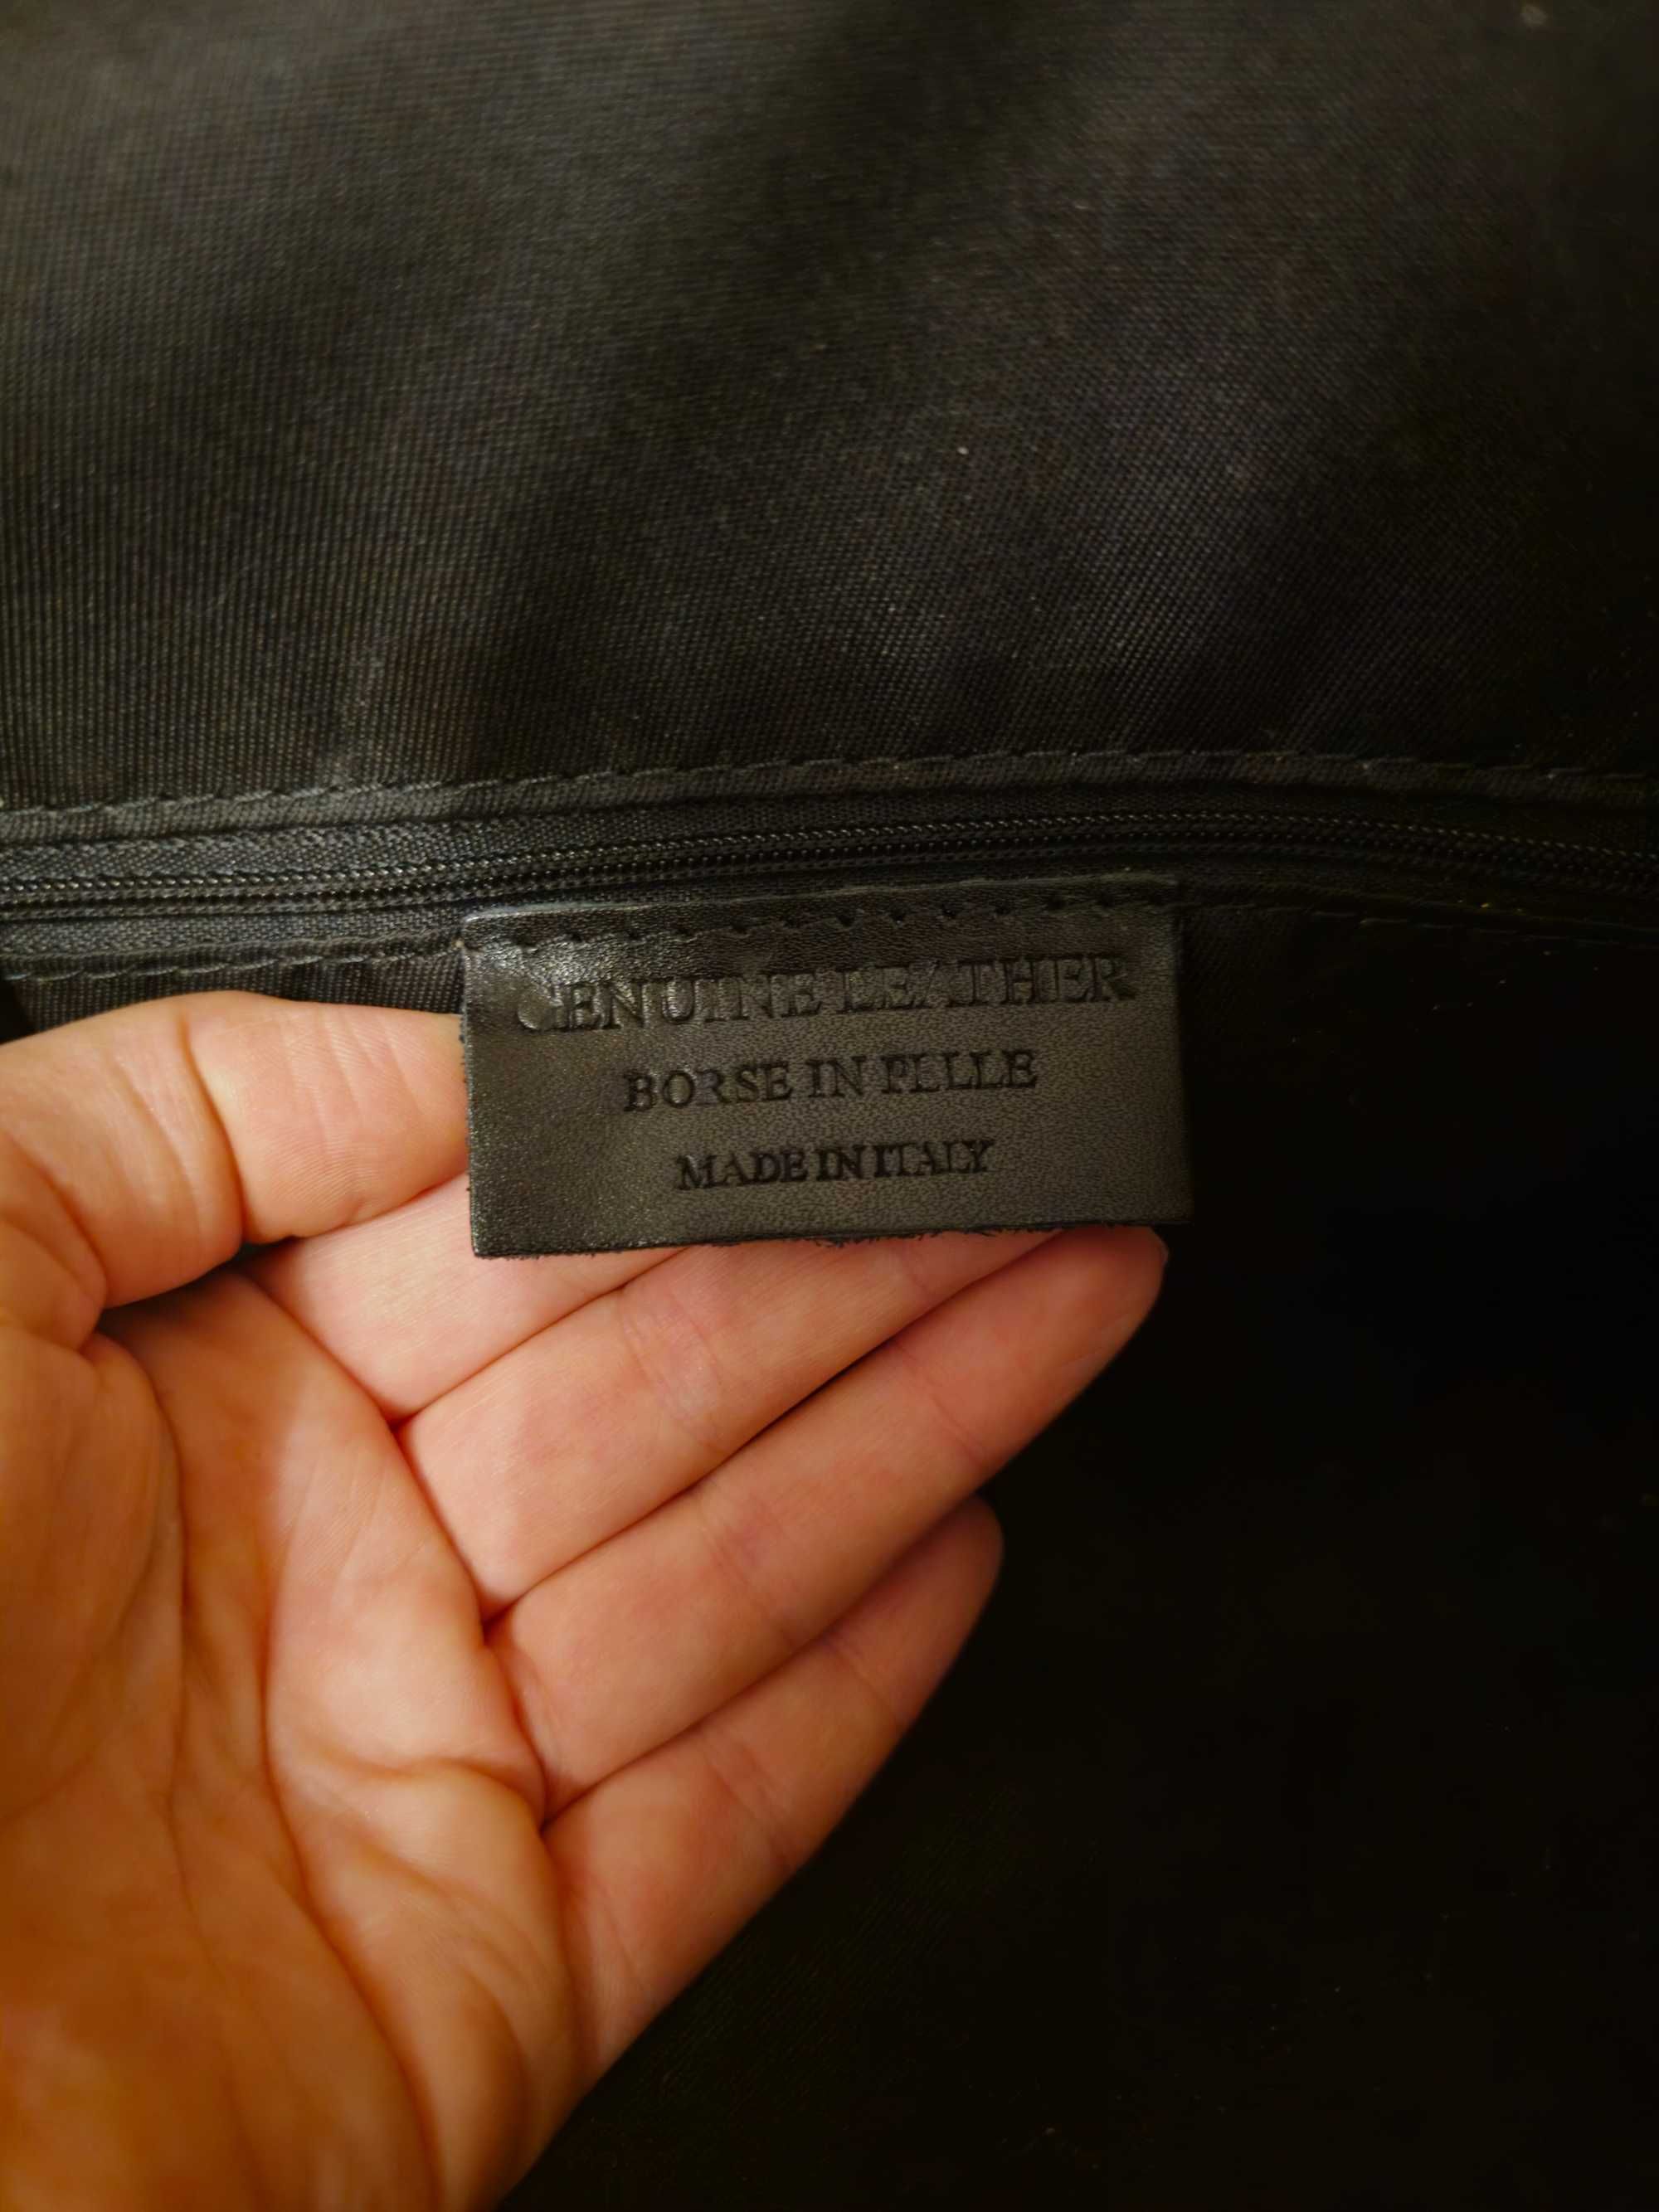 GENUINE LEATHER
BORSE IN PELLE
MADE IN ITALY